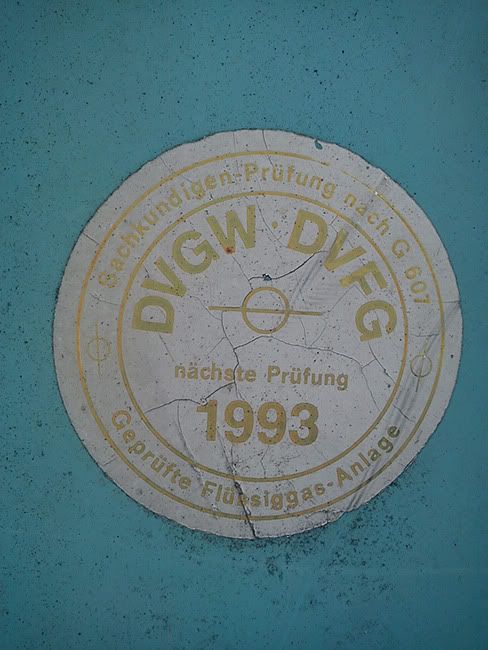 Sachkundigen-Prüfung nach G 607
DVGW · DVFG
nächste Prüfung
1993
Geprüfte Flüssiggas-Anlage